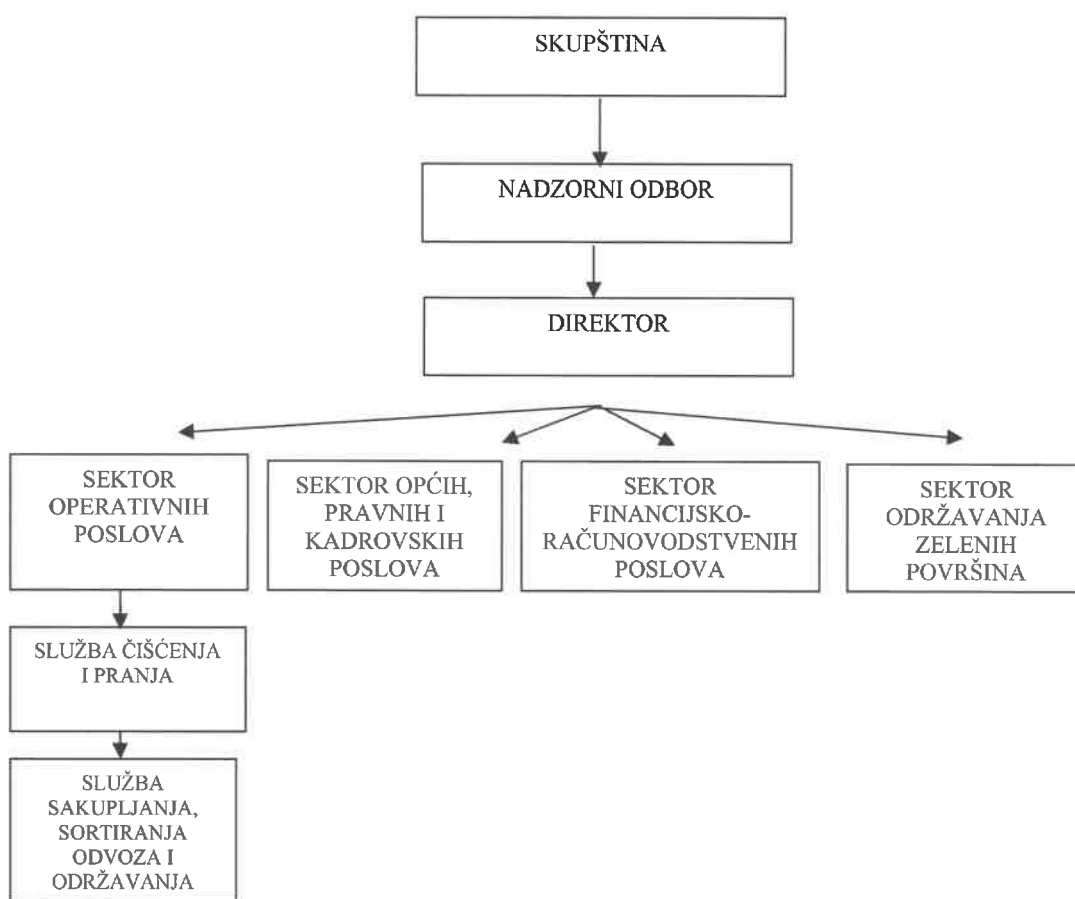 SKUPŠTINA
NADZORNI ODBOR
DIREKTOR
SEKTOR
OPERATIVNIH
POSLOVA
SEKTOR OPĆIH,
PRAVNIH I
KADROVSKIH
POSLOVA
SEKTOR
FINANCIJSKO-
RAČUNOVODSTVENIH
POSLOVA
SEKTOR
ODRŽAVANJA
ZELENIH
POVRŠINA
SLUŽBA ČIŠĆENJA
I PRANJA
SLUŽBA
SAKUPLJANJA,
SORTIRANJA
ODVOZA I
ODRŽAVANJA